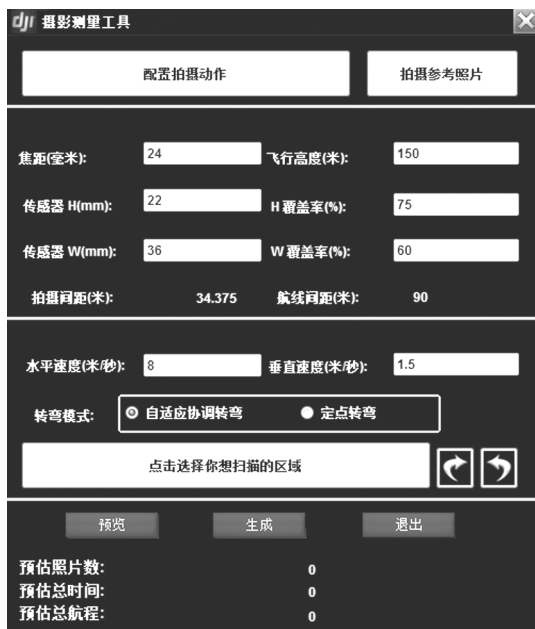 dji 摄影测量工具
配置拍摄动作 拍摄参考照片
焦距(毫米): 24 飞行高度(米): 150
传感器 H(mm): 22 H 覆盖率(%): 75
传感器 W(mm): 36 W 覆盖率(%): 60
拍摄间距(米): 34.375 航线间距(米): 90
水平速度(米/秒): 8 垂直速度(米/秒): 1.5
转弯模式: 自适应协调转弯 定点转弯
点击选择你想扫描的区域
预览 生成 退出
预估照片数: 0
预估总时间: 0
预估总航程: 0